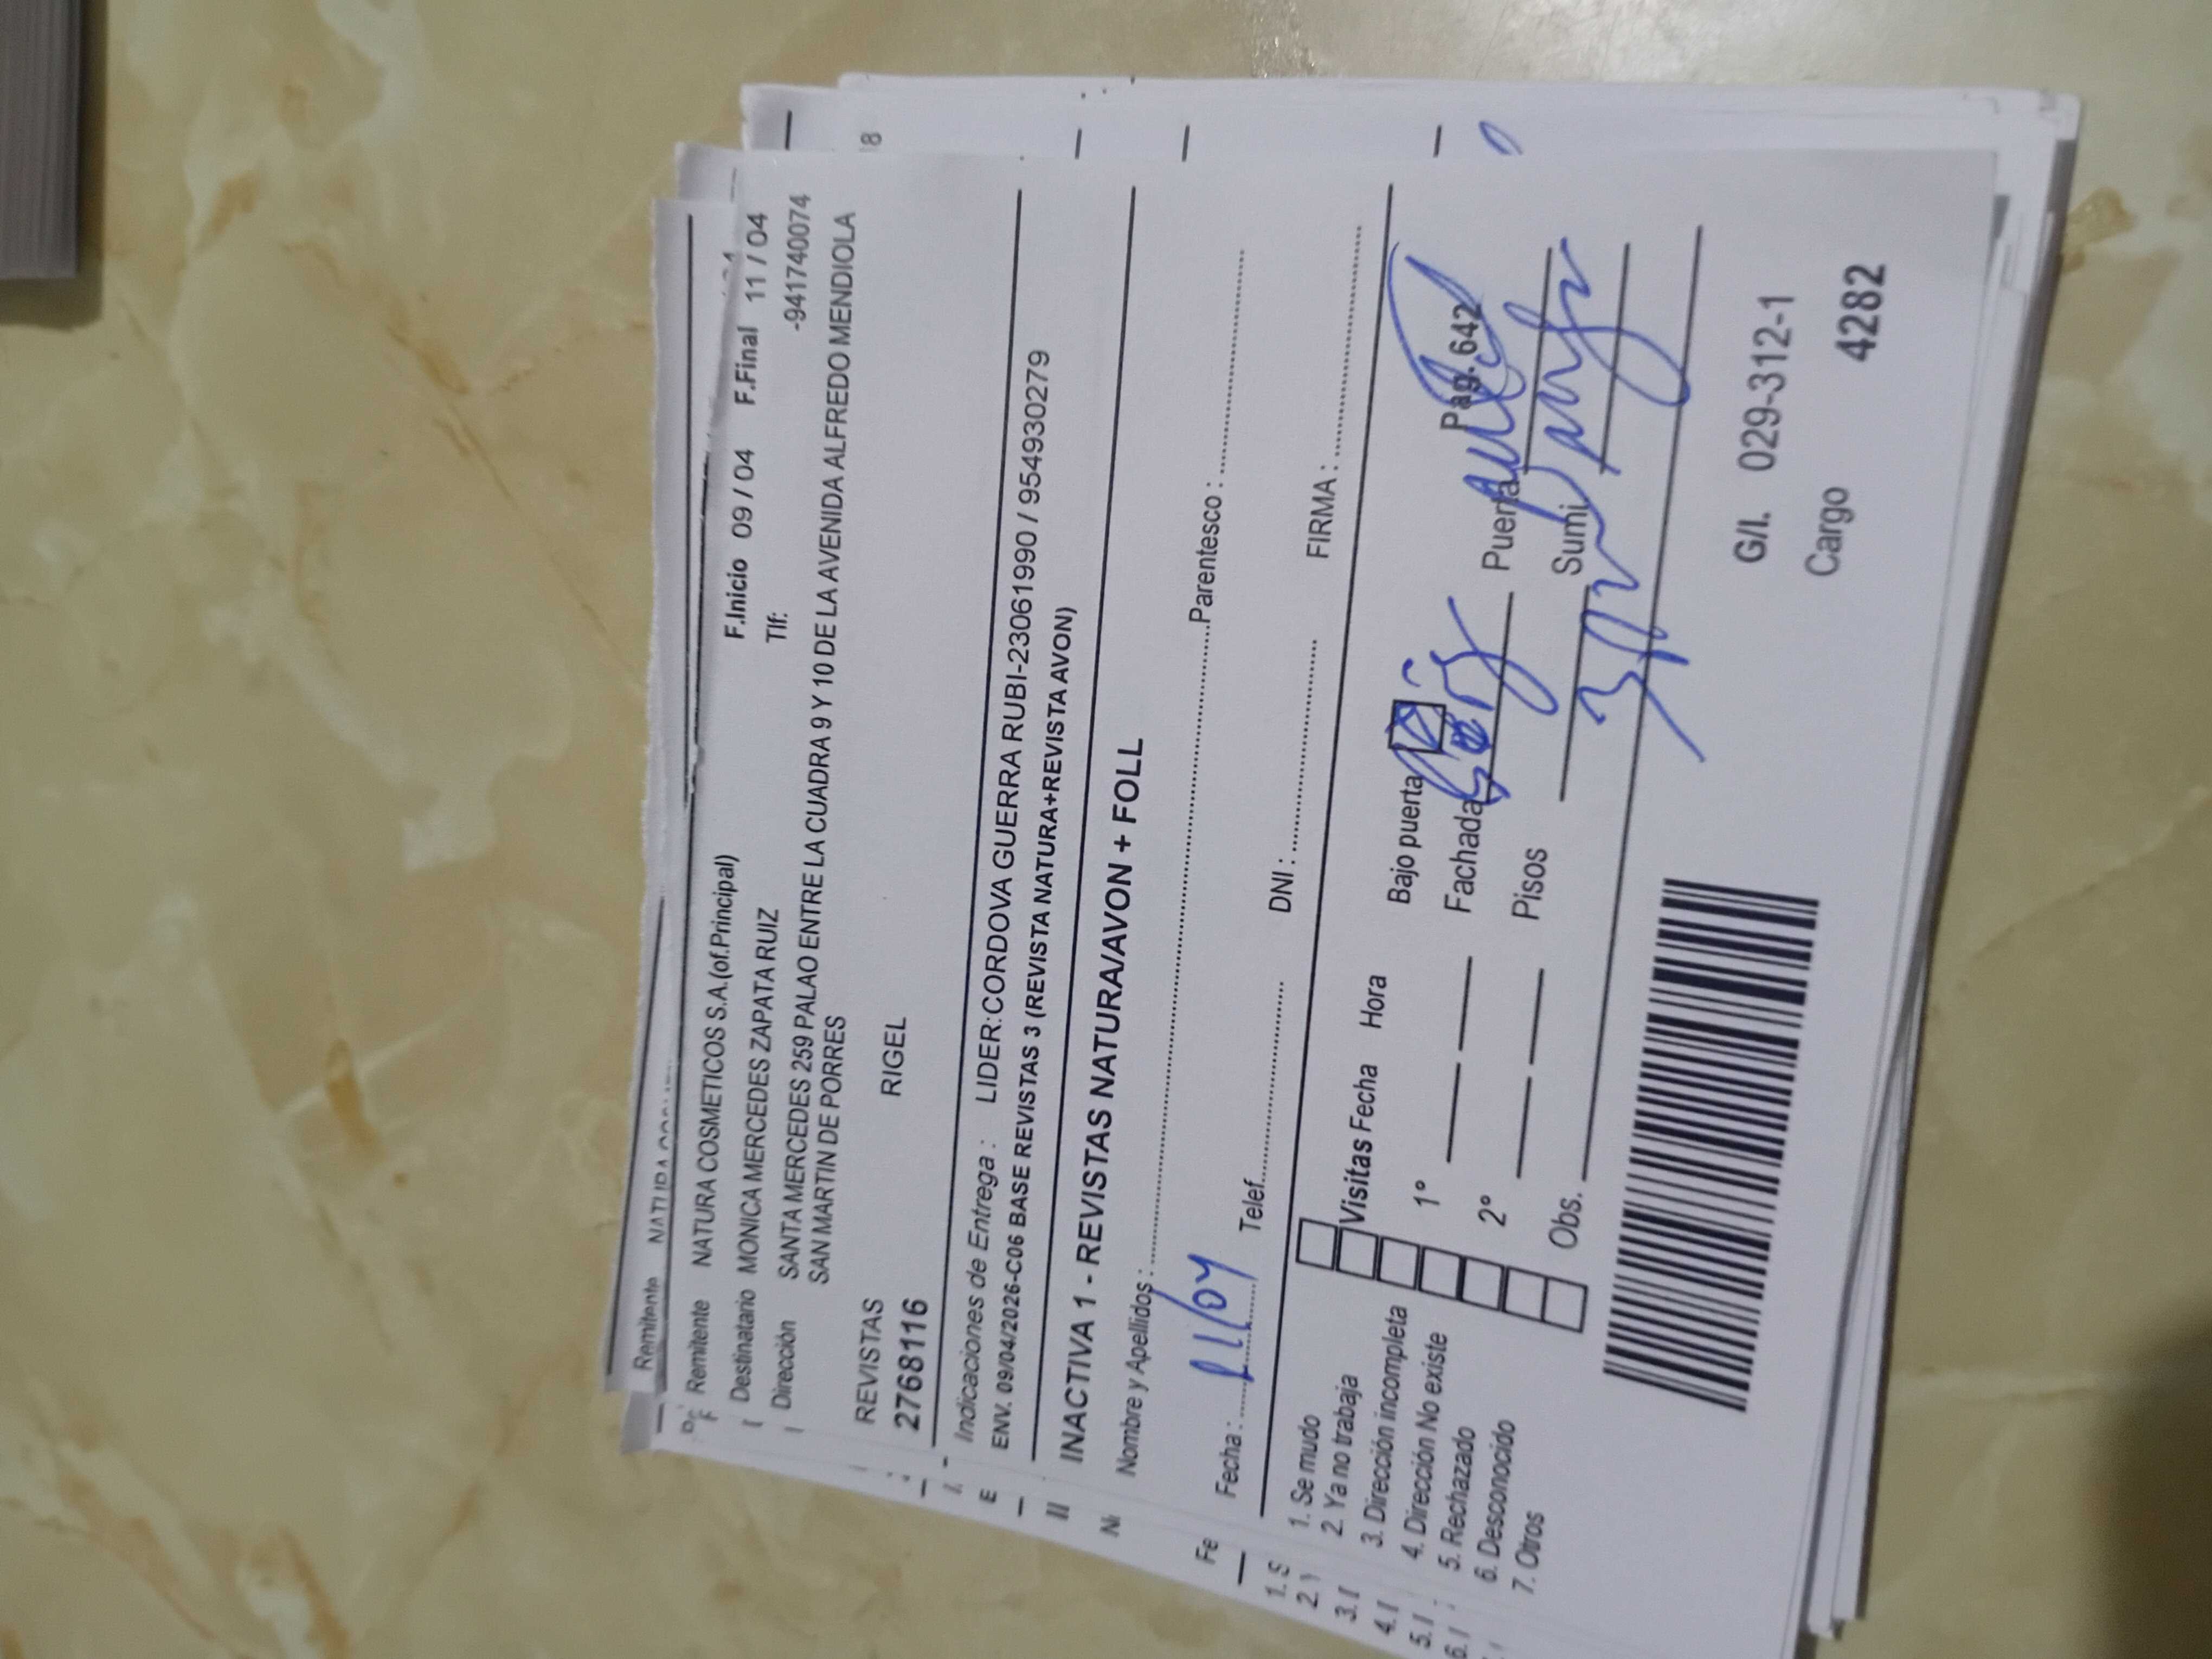 Remitente
Remitente NATURA COSMETICOS S.A.(of.Principal) F.Inicio 09 / 04 F.Final 11 / 04
Destinatario MONICA MERCEDES ZAPATA RUIZ Tlf: -941740074
Dirección SANTA MERCEDES 259 PALAO ENTRE LA CUADRA 9 Y 10 DE LA AVENIDA ALFREDO MENDIOLA
SAN MARTIN DE PORRES
REVISTAS
2768116 RIGEL
Indicaciones de Entrega : LIDER:CORDOVA GUERRA RUBI-23061990 / 954930279
ENV. 09/04/2026-C06 BASE REVISTAS 3 (REVISTA NATURA+REVISTA AVON)
INACTIVA 1 - REVISTAS NATURA/AVON + FOLL
Nombre y Apellidos : Parentesco :
Fecha : 11/04 Telef. DNI : FIRMA :
1. Se mudo
2. Ya no trabaja
3. Dirección incompleta
4. Dirección No existe
5. Rechazado
6. Desconocido
7. Otros
Visitas Fecha Hora Bajo puerta Pag. 642
1° Fachada Puerta
2° Pisos Sumi
Obs.
G/I. 029-312-1
Cargo 4282